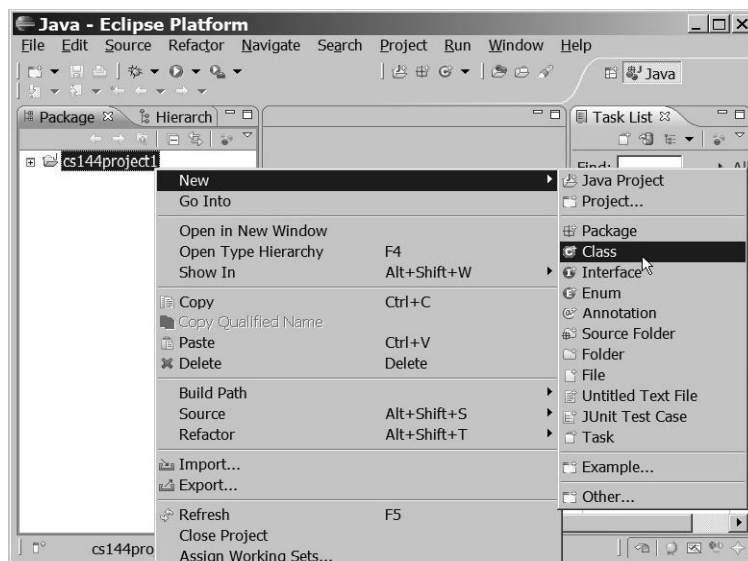 Java - Eclipse Platform
File Edit Source Refactor Navigate Search Project Run Window Help
Java
Package Hierarch Task List
cs144project1
Find: All
New
Go Into
Open in New Window
Open Type Hierarchy F4
Show In Alt+Shift+W
Copy Ctrl+C
Copy Qualified Name
Paste Ctrl+V
Delete Delete
Build Path
Source Alt+Shift+S
Refactor Alt+Shift+T
Import...
Export...
Refresh F5
Close Project
Assign Working Sets...
Java Project
Project...
Package
Class
Interface
Enum
Annotation
Source Folder
Folder
File
Untitled Text File
JUnit Test Case
Task
Example...
Other...
cs144pro